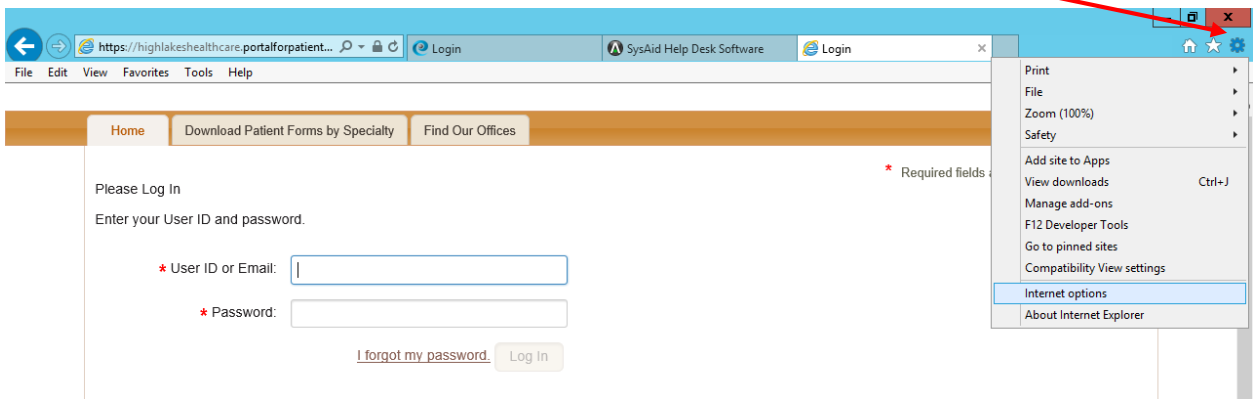 https://highlakeshealthcare.portalforpatient... Login SysAid Help Desk Software Login
File Edit View Favorites Tools Help
Print
File
Zoom (100%)
Safety
Add site to Apps
View downloads Ctrl+J
Manage add-ons
F12 Developer Tools
Go to pinned sites
Compatibility View settings
Internet options
About Internet Explorer
Home Download Patient Forms by Specialty Find Our Offices
* Required fields
Please Log In
Enter your User ID and password.
* User ID or Email:
* Password:
I forgot my password. Log In